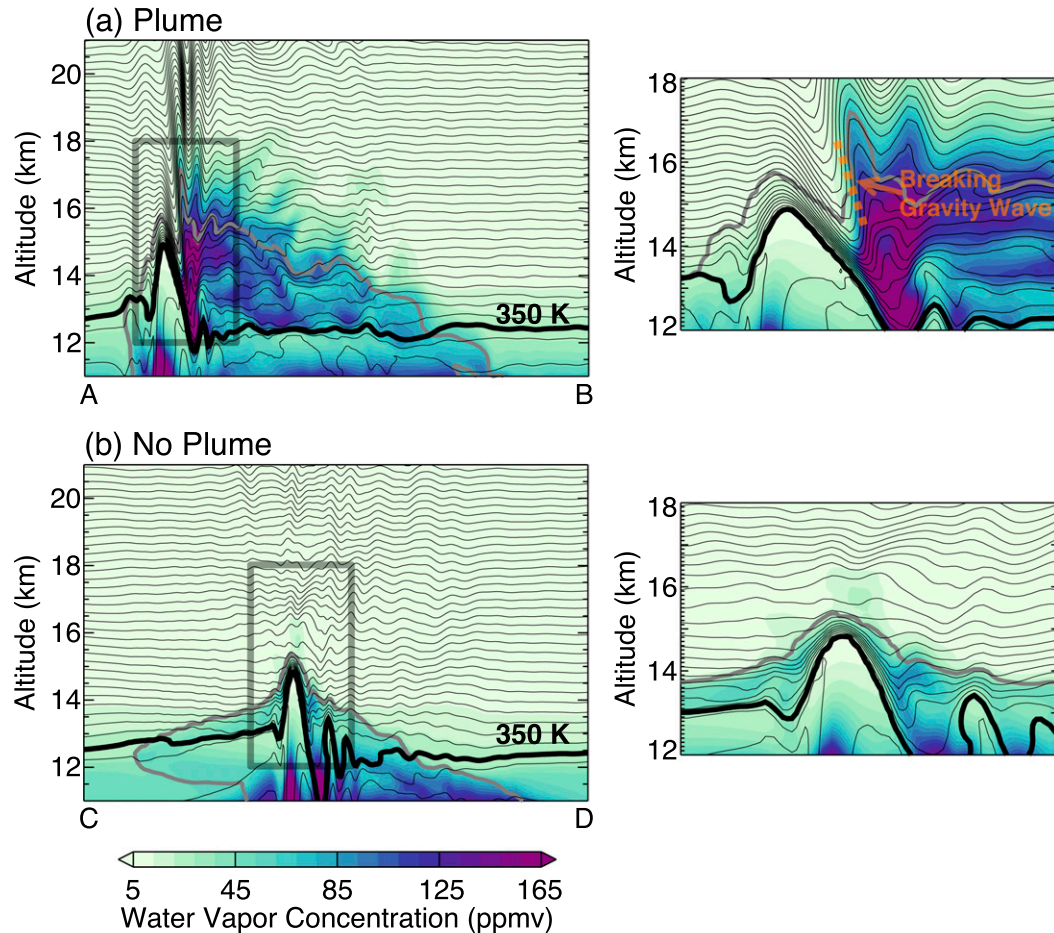 (a) Plume
Altitude (km)
20
18
16
14
12
350 K
A
B
Altitude (km)
18
16
14
12
Breaking
Gravity Wave
(b) No Plume
Altitude (km)
20
18
16
14
12
350 K
C
D
Altitude (km)
18
16
14
12
5 45 85 125 165
Water Vapor Concentration (ppmv)